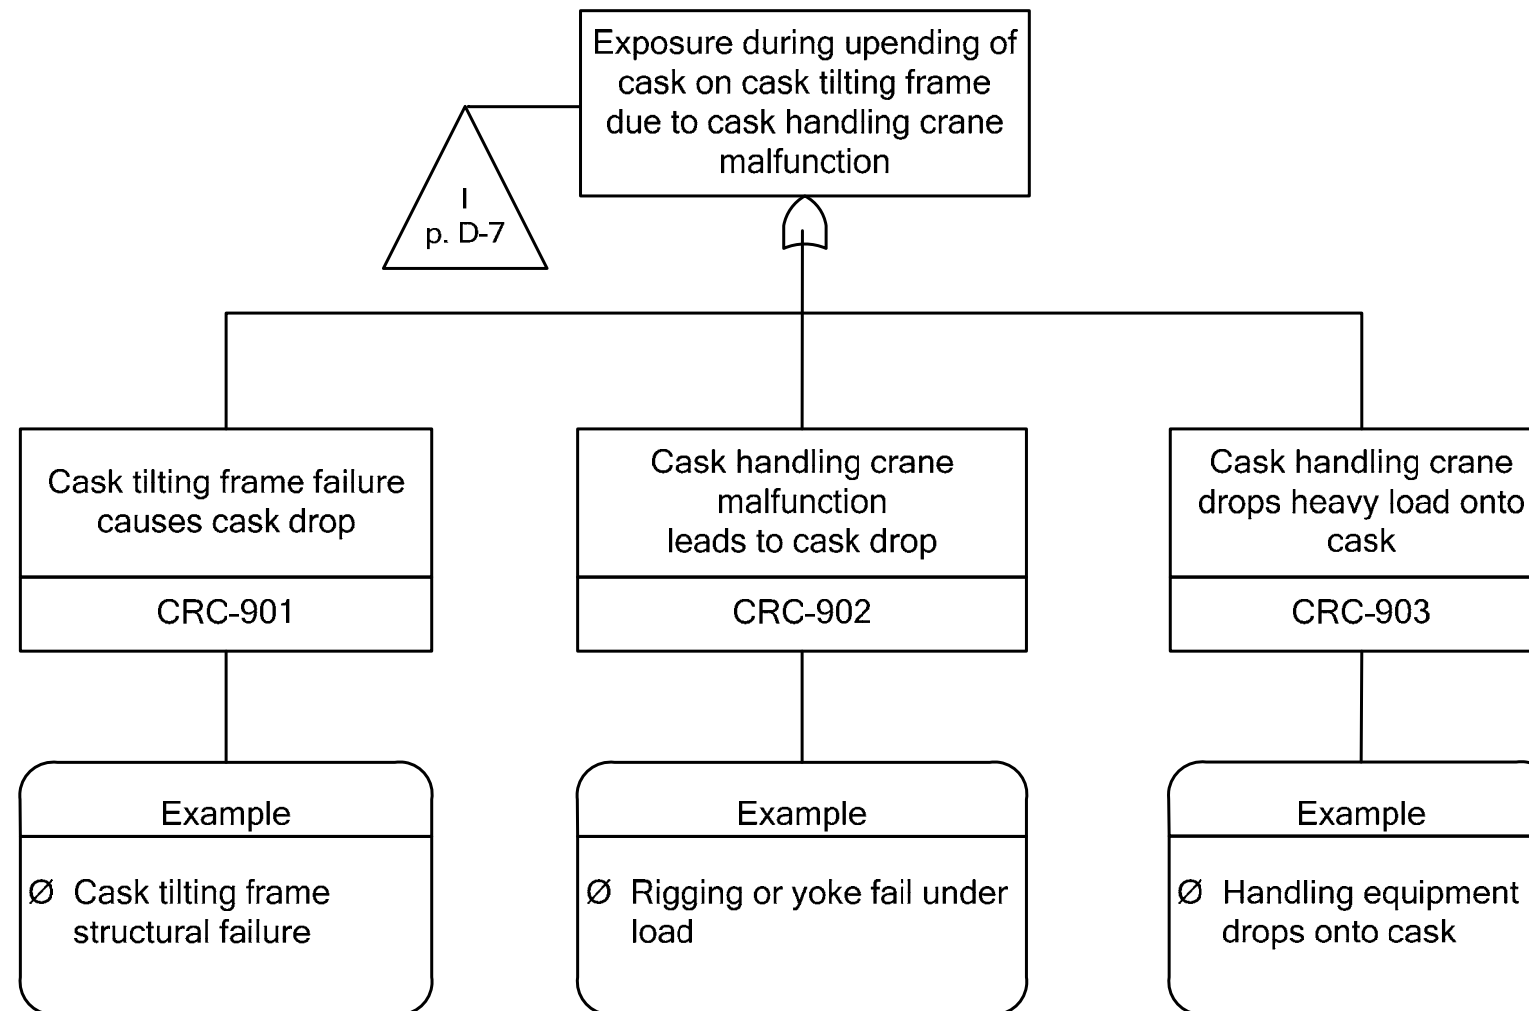 Exposure during upending of
cask on cask tilting frame
due to cask handling crane
malfunction
I
p. D-7
Cask tilting frame failure
causes cask drop
CRC-901
Cask handling crane
malfunction
leads to cask drop
CRC-902
Cask handling crane
drops heavy load onto
cask
CRC-903
Example
Ø Cask tilting frame
structural failure
Example
Ø Rigging or yoke fail under
load
Example
Ø Handling equipment
drops onto cask